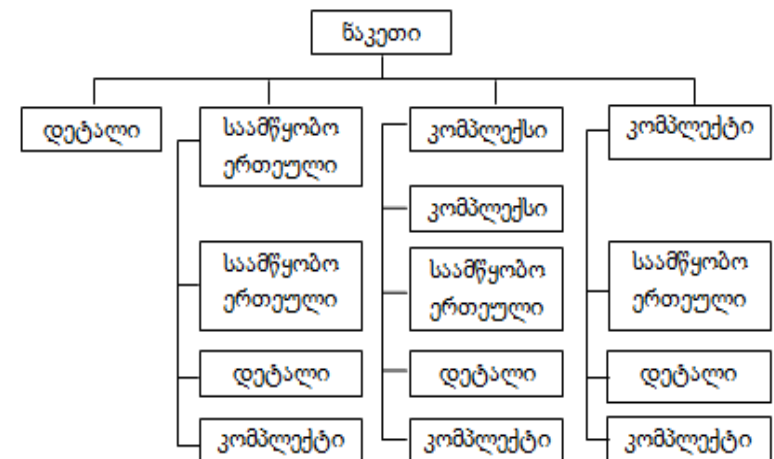 ნაკეთი
დეტალი
საამწყობო
ერთეული
კომპლექსი
კომპლექტი
კომპლექსი
საამწყობო
ერთეული
საამწყობო
ერთეული
საამწყობო
ერთეული
დეტალი
დეტალი
დეტალი
კომპლექტი
კომპლექტი
კომპლექტი